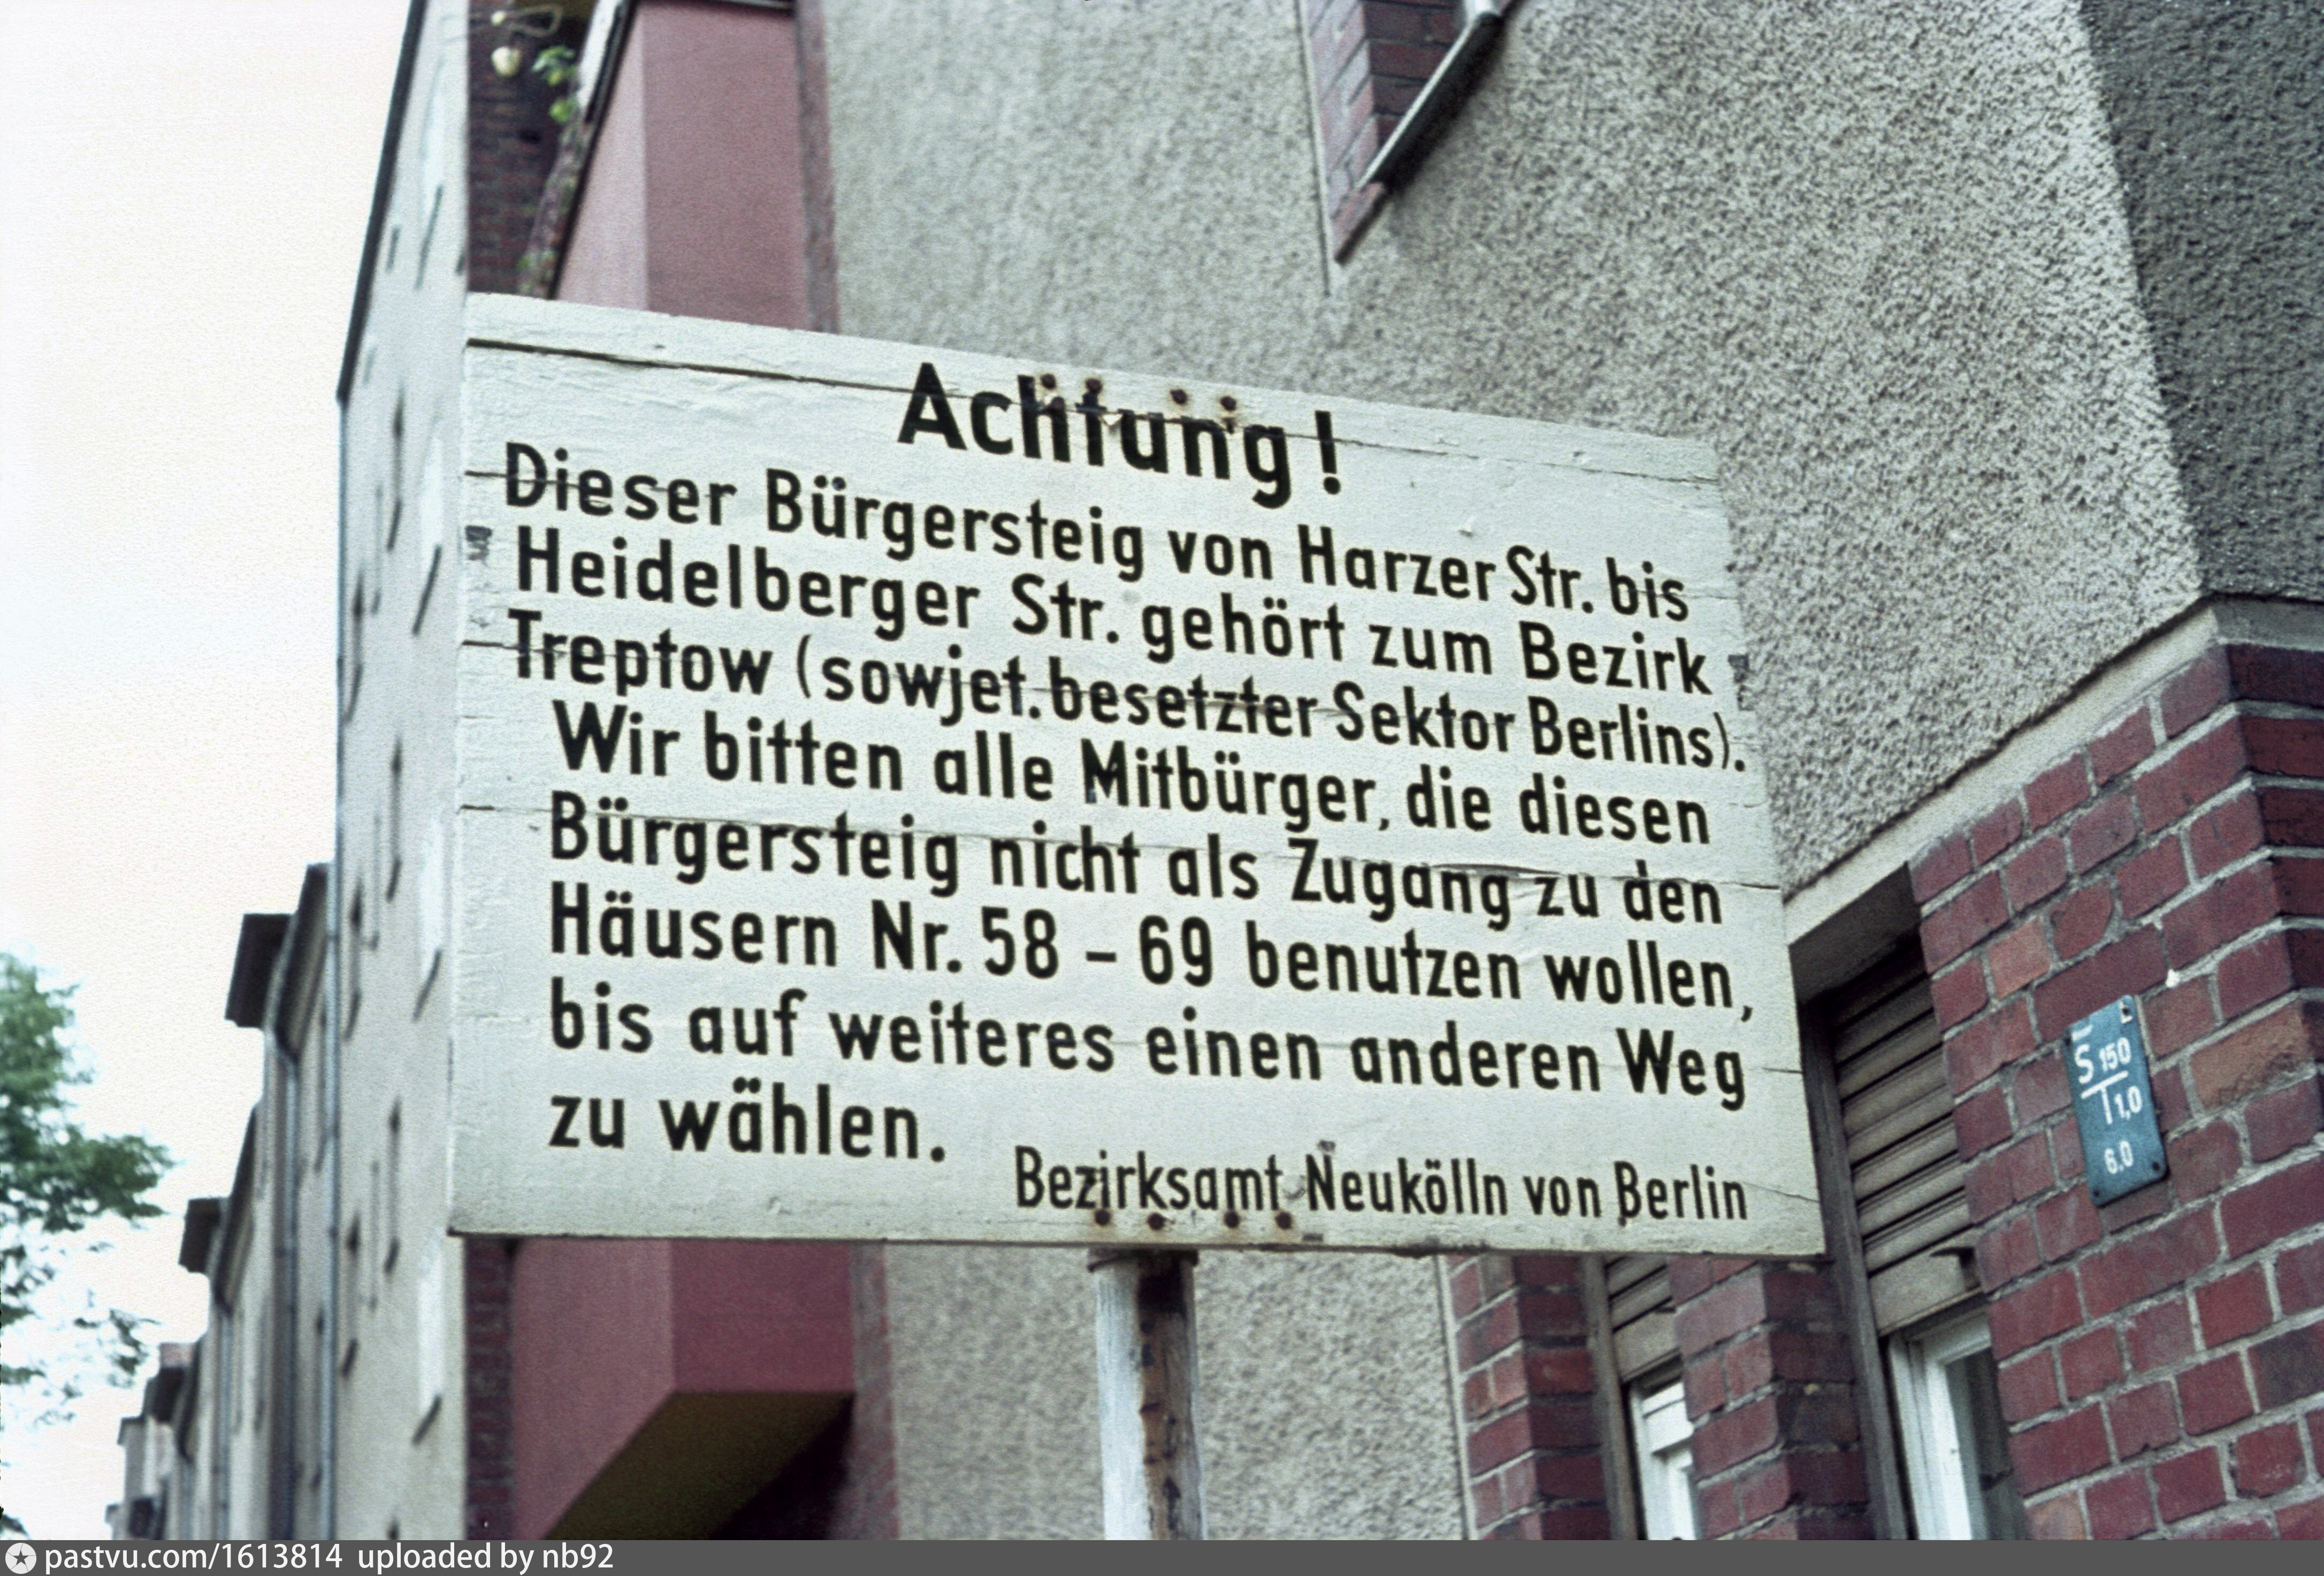 Achtung!
Dieser Bürgersteig von Harzer Str. bis
Heidelberger Str. gehört zum Bezirk
Treptow (sowjet. besetzter Sektor Berlins).
Wir bitten alle Mitbürger, die diesen
Bürgersteig nicht als Zugang zu den
Häusern Nr. 58 – 69 benutzen wollen,
bis auf weiteres einen anderen Weg
zu wählen.
Bezirksamt Neukölln von Berlin
S 150
T 1,0
6.0
pastvu.com/1613814 uploaded by nb92